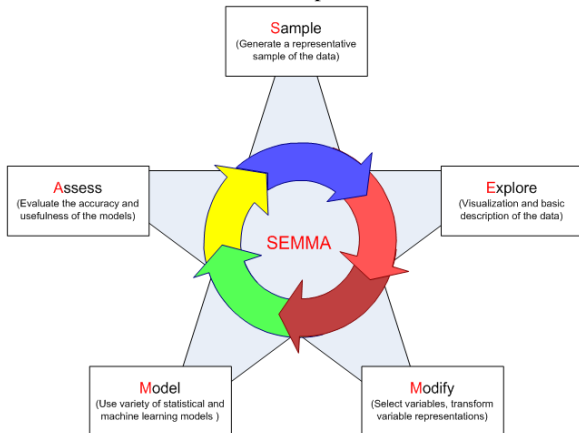 Sample
(Generate a representative
sample of the data)
Assess
(Evaluate the accuracy and
usefulness of the models)
Explore
(Visualization and basic
description of the data)
SEMMA
Model
(Use variety of statistical and
machine learning models )
Modify
(Select variables, transform
variable representations)